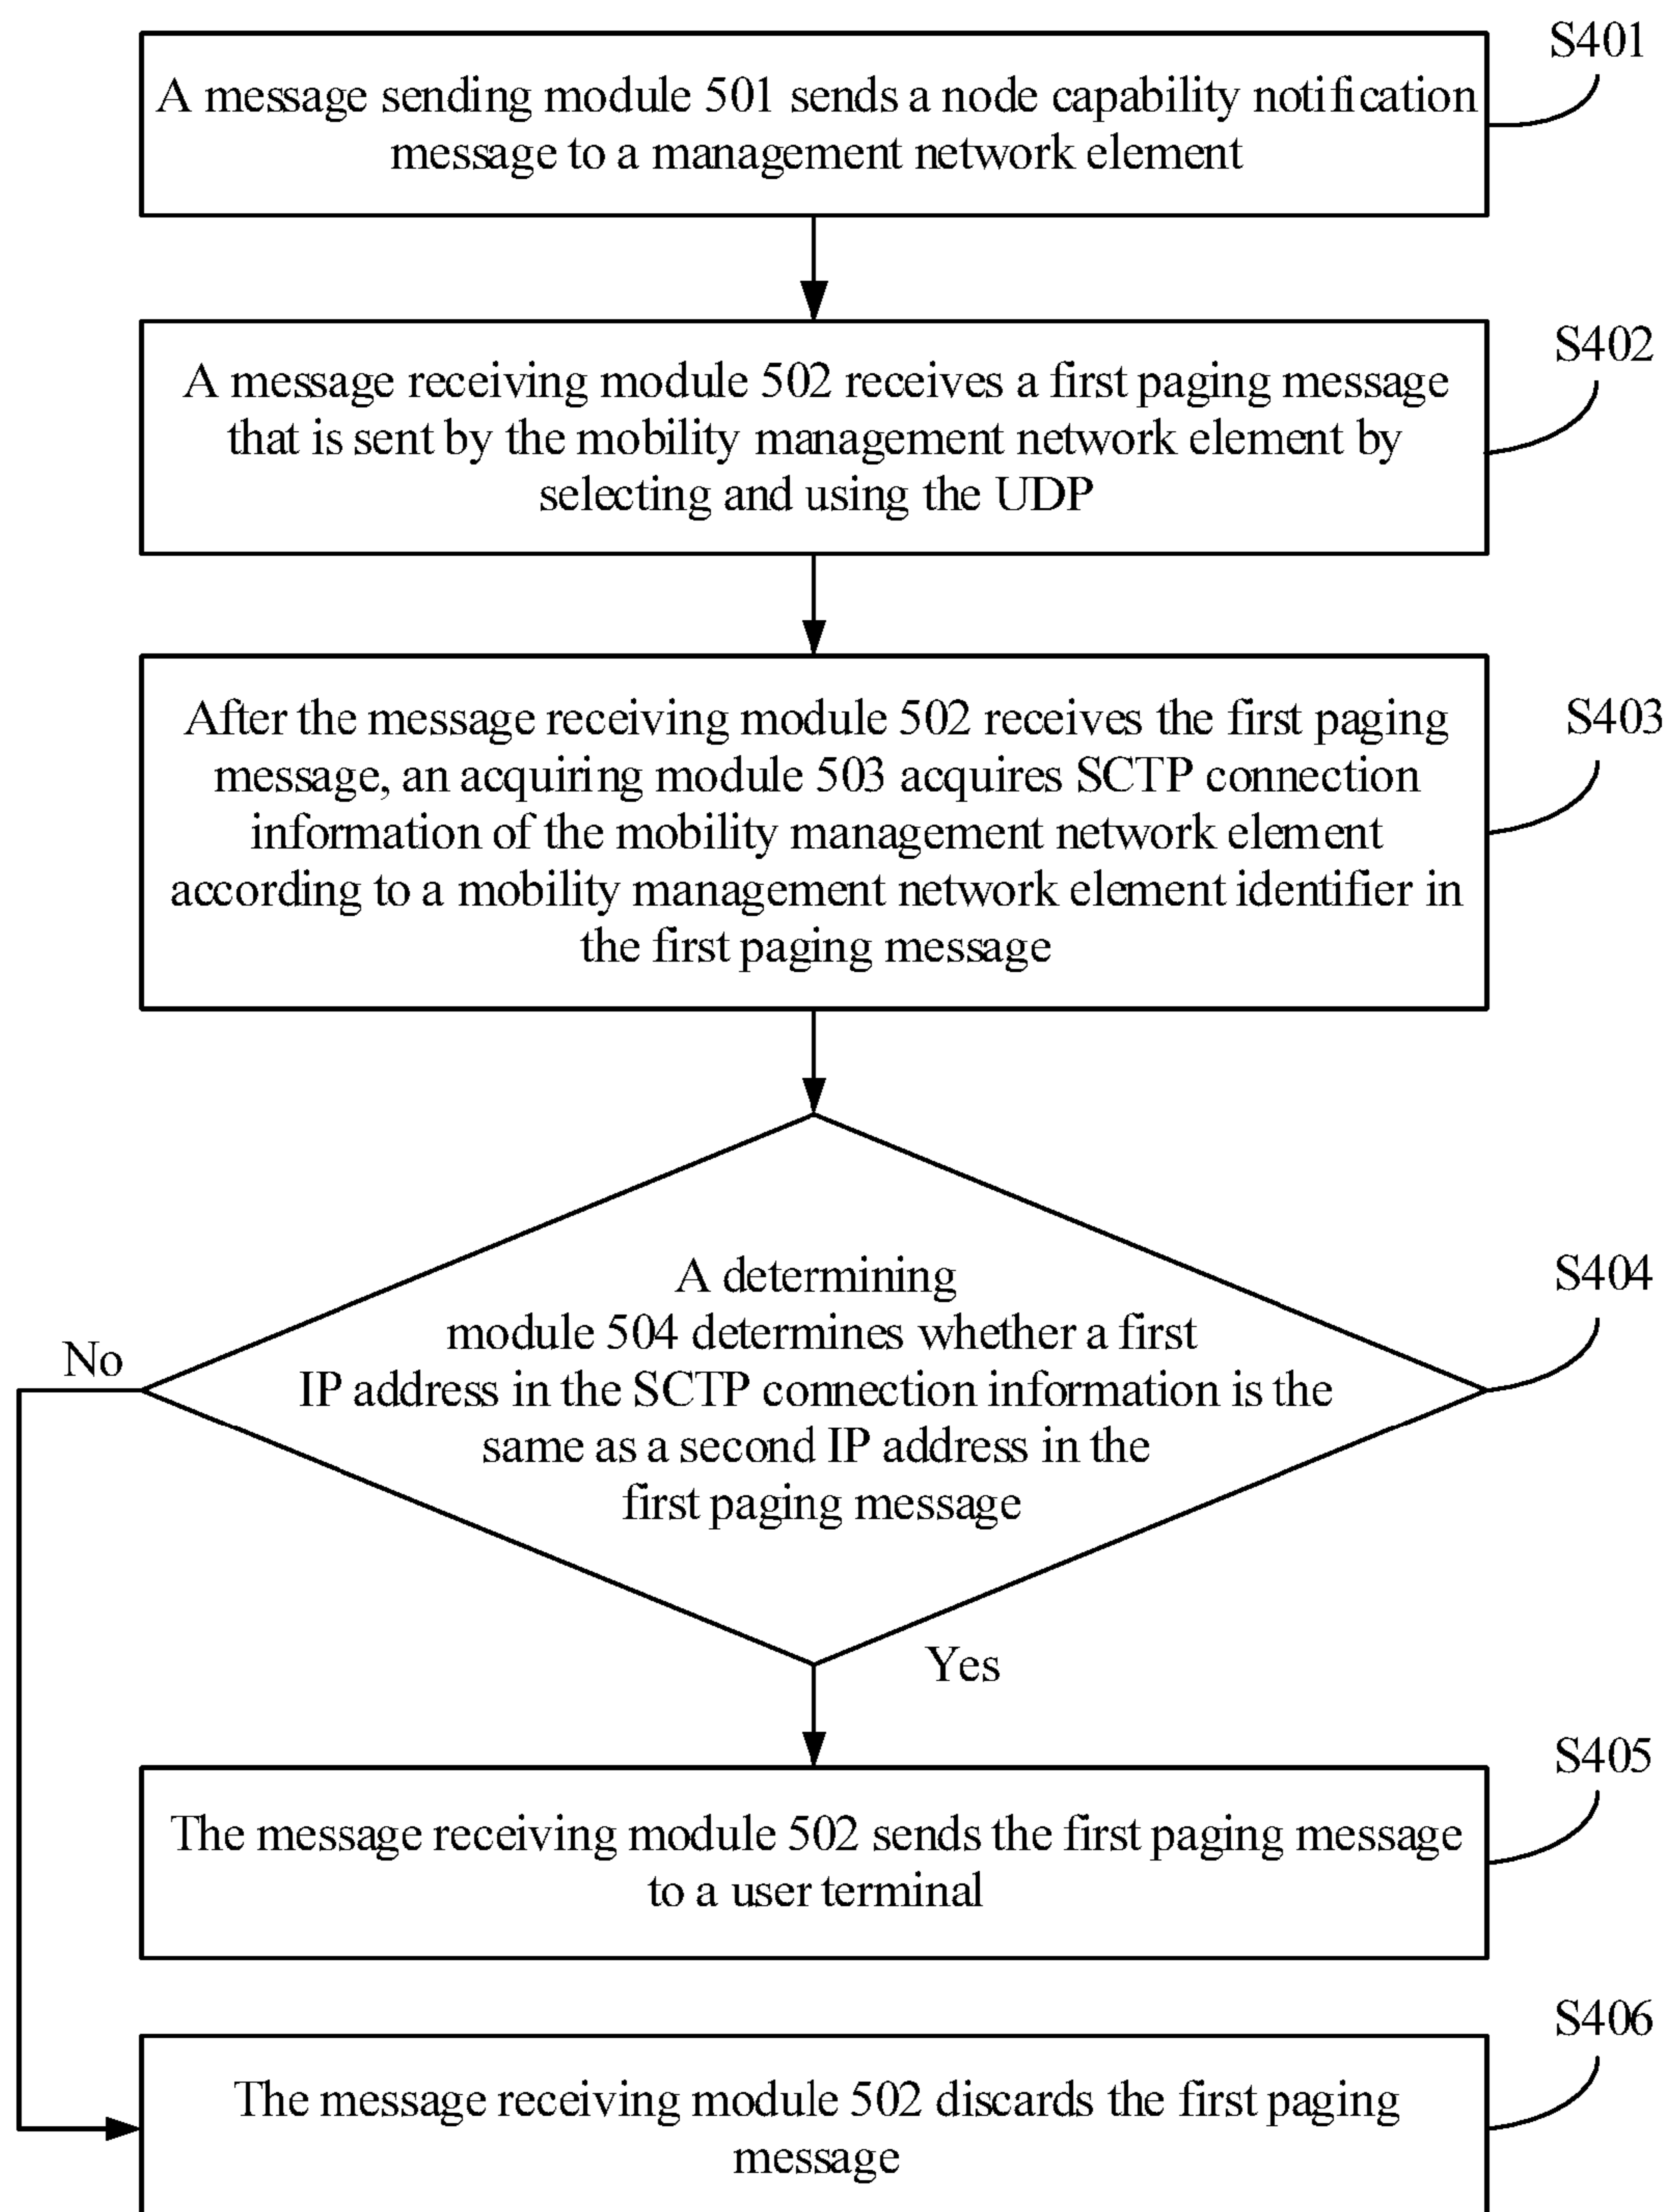 S401
A message sending module 501 sends a node capability notification
message to a management network element
S402
A message receiving module 502 receives a first paging message
that is sent by the mobility management network element by
selecting and using the UDP
S403
After the message receiving module 502 receives the first paging
message, an acquiring module 503 acquires SCTP connection
information of the mobility management network element
according to a mobility management network element identifier in
the first paging message
S404
A determining
module 504 determines whether a first
IP address in the SCTP connection information is the
same as a second IP address in the
first paging message
No
Yes
S405
The message receiving module 502 sends the first paging message
to a user terminal
S406
The message receiving module 502 discards the first paging
message